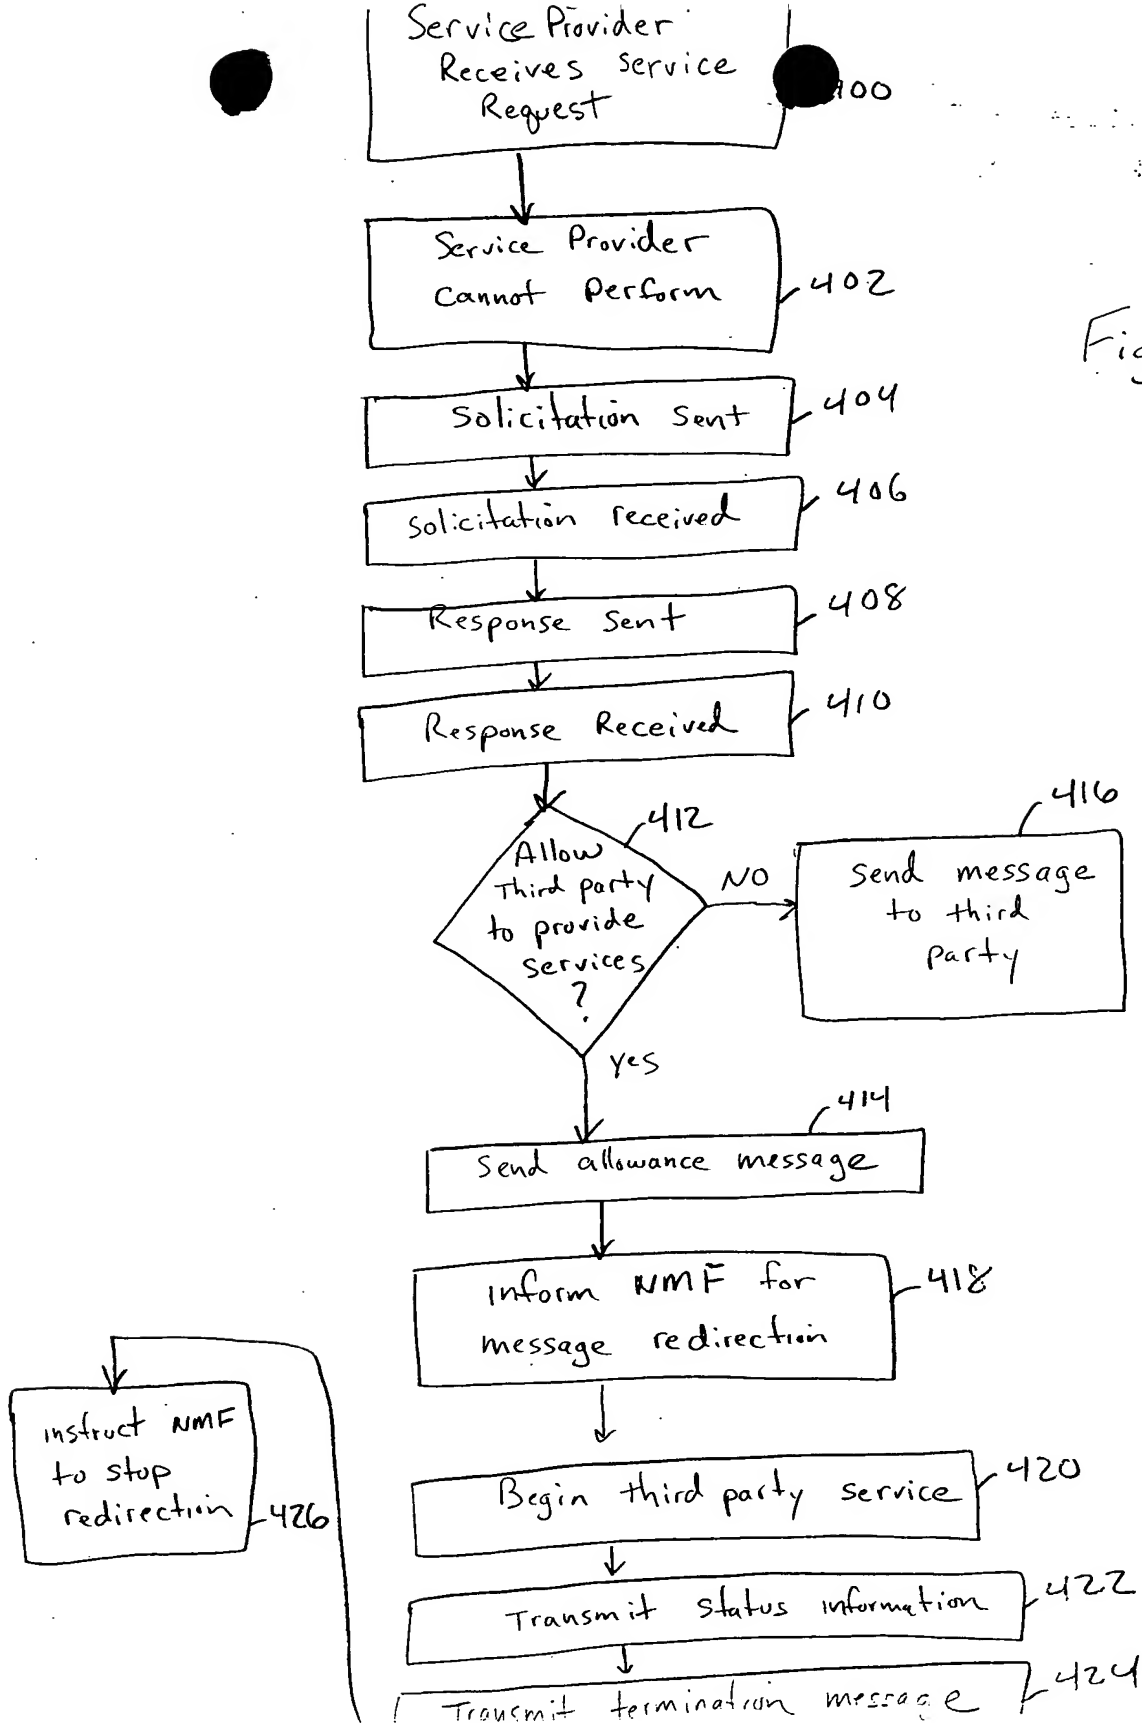 Service Provider
Receives Service
Request
400
Service Provider
cannot perform
402
Fig
Solicitation Sent
404
Solicitation received
406
Response Sent
408
Response Received
410
412
Allow
Third party
to provide
services
?
NO
416
Send message
to third
party
yes
414
Send allowance message
Inform NMF for
message redirection
418
instruct NMF
to stop
redirection
426
Begin third party service
420
Transmit status information
422
Transmit termination message
424